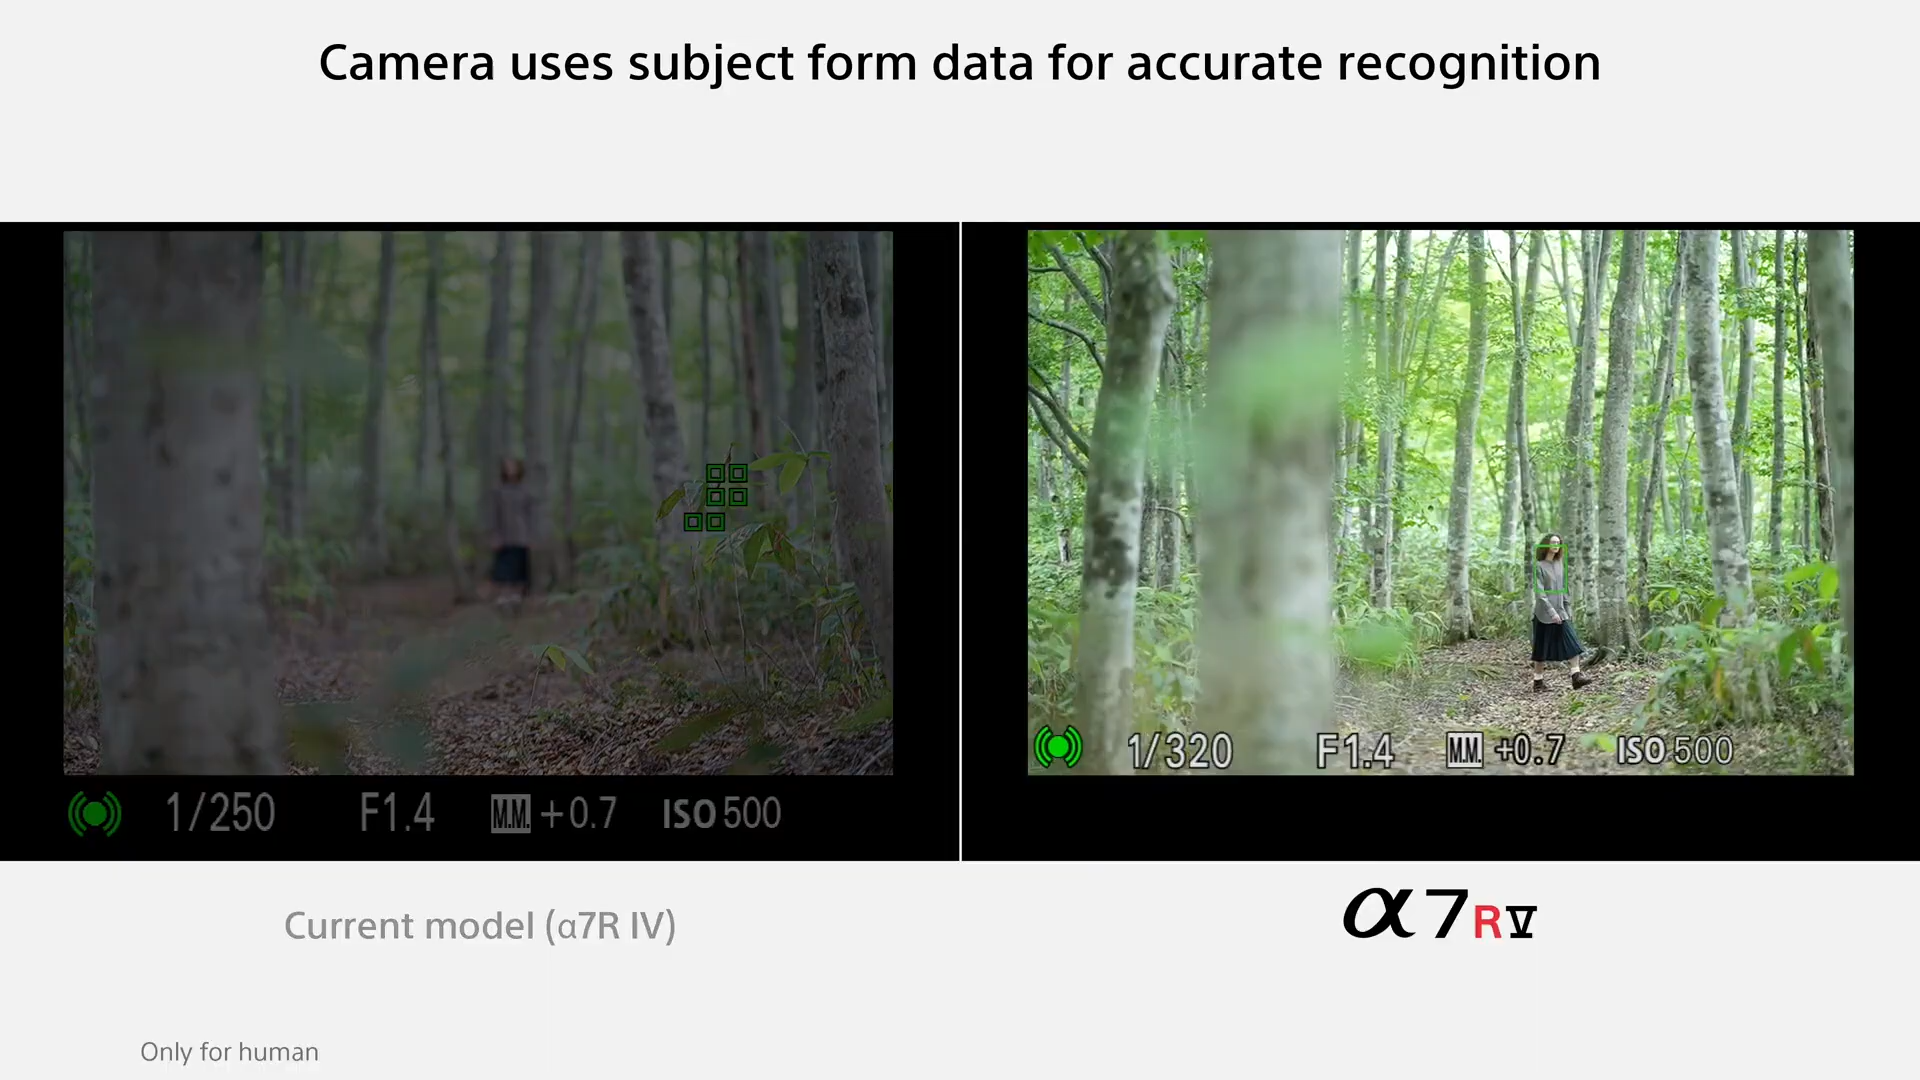 Camera uses subject form data for accurate recognition
1/250 F1.4 M.M. +0.7 ISO 500
1/320 F1.4 M.M. +0.7 ISO 500
Current model (α7R IV)
α7R V
Only for human